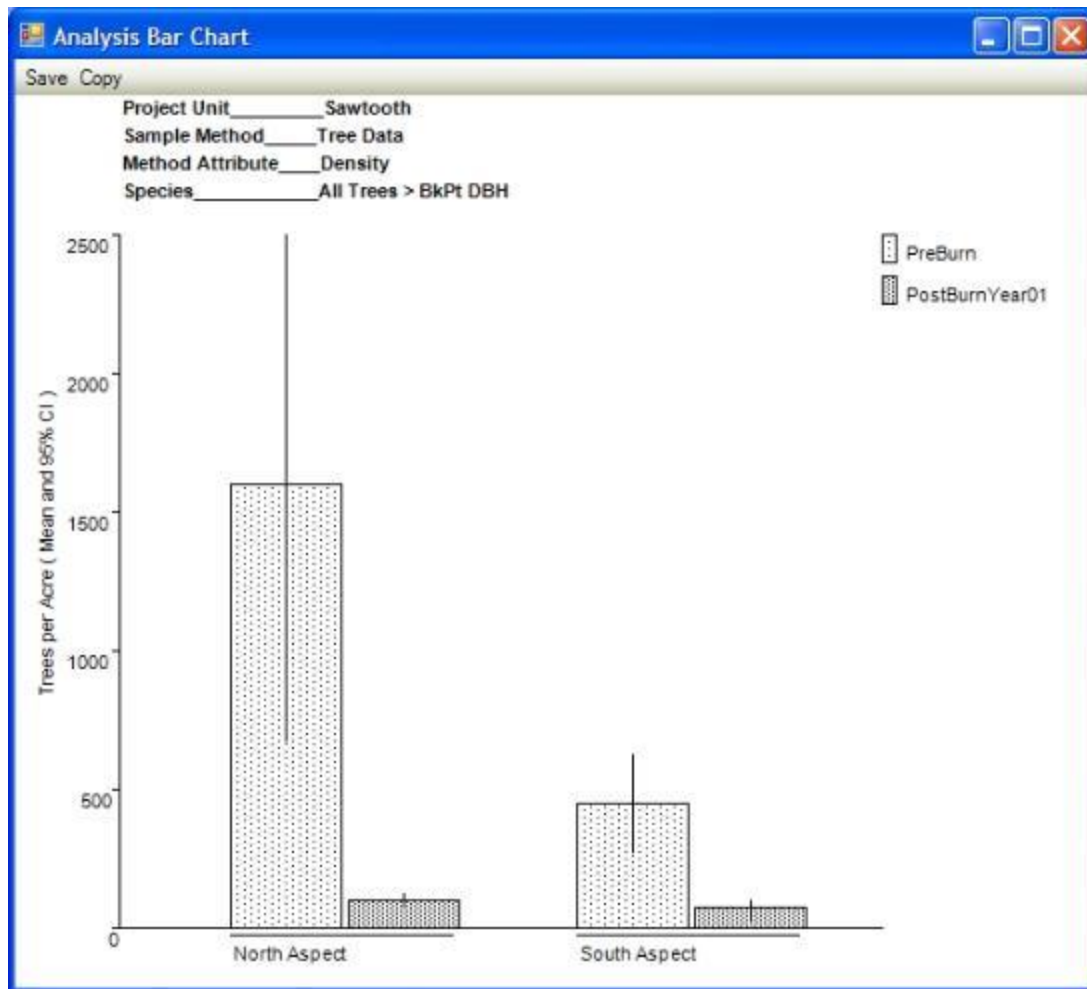 Analysis Bar Chart
Save Copy
Project Unit_________Sawtooth
Sample Method_____Tree Data
Method Attribute____Density
Species____________All Trees > BkPt DBH
PreBurn
PostBurnYear01
Trees per Acre ( Mean and 95% CI )
2500
2000
1500
1000
500
0
North Aspect
South Aspect